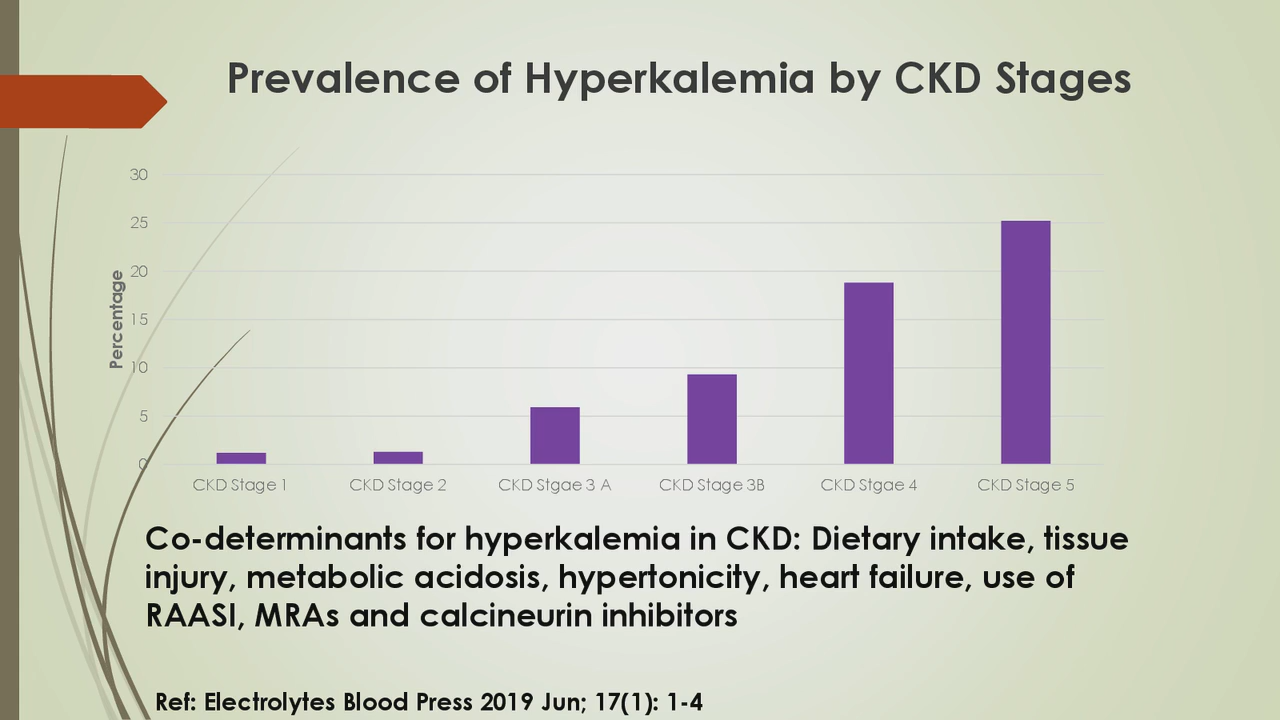 Prevalence of Hyperkalemia by CKD Stages
30
25
20
15
10
5
0
Percentage
CKD Stage 1
CKD Stage 2
CKD Stgae 3 A
CKD Stage 3B
CKD Stgae 4
CKD Stage 5
Co-determinants for hyperkalemia in CKD: Dietary intake, tissue
injury, metabolic acidosis, hypertonicity, heart failure, use of
RAASI, MRAs and calcineurin inhibitors
Ref: Electrolytes Blood Press 2019 Jun; 17(1): 1-4